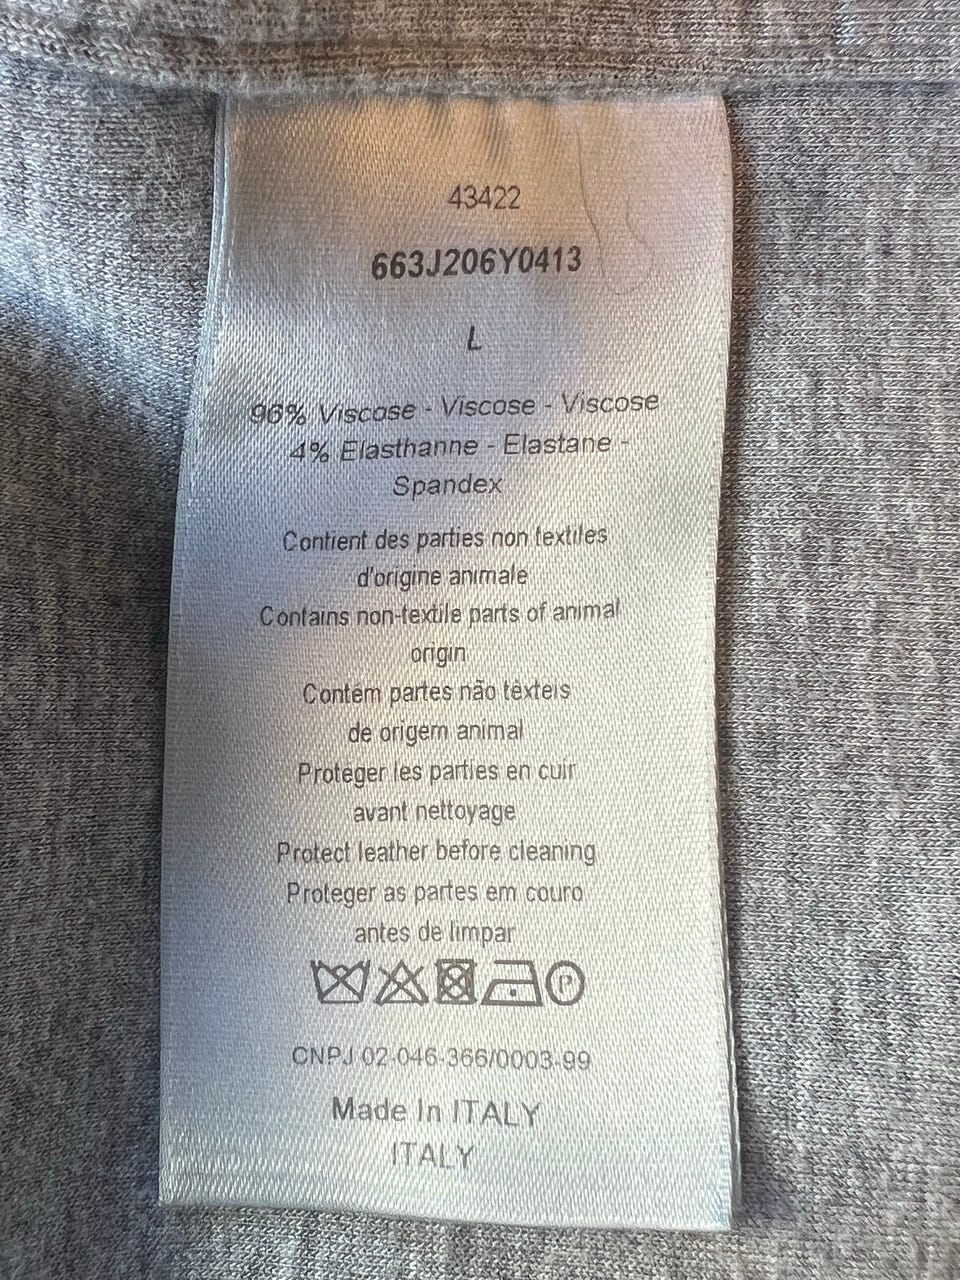 43422
663J206Y0413
L
96% Viscose - Viscose - Viscose
4% Elasthanne - Elastane -
Spandex
Contient des parties non textiles
d'origine animale
Contains non-textile parts of animal
origin
Contém partes não têxteis
de origem animal
Proteger les parties en cuir
avant nettoyage
Protect leather before cleaning
Proteger as partes em couro
antes de limpar
P
CNPJ 02-046-366/0003-99
Made In ITALY
ITALY